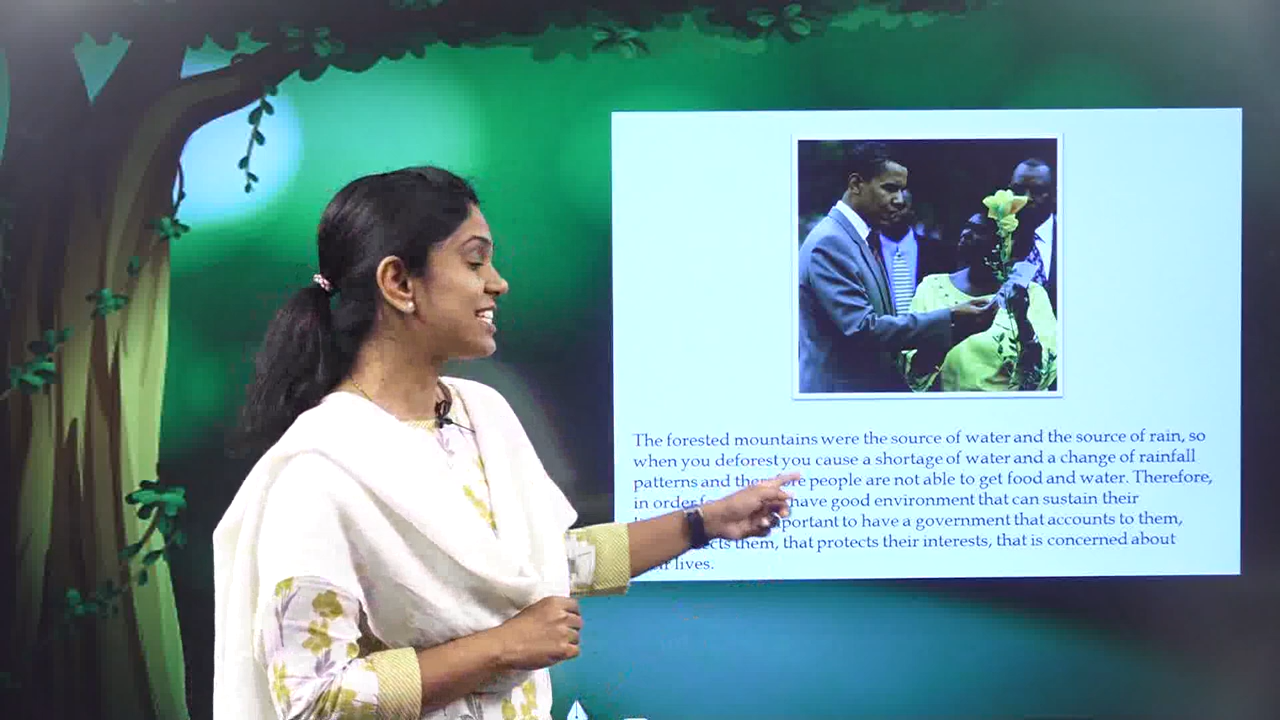 The forested mountains were the source of water and the source of rain, so
when you deforest you cause a shortage of water and a change of rainfall
patterns and therefore people are not able to get food and water. Therefore,
in order have good environment that can sustain their
important to have a government that accounts to them,
them, that protects their interests, that is concerned about
lives.